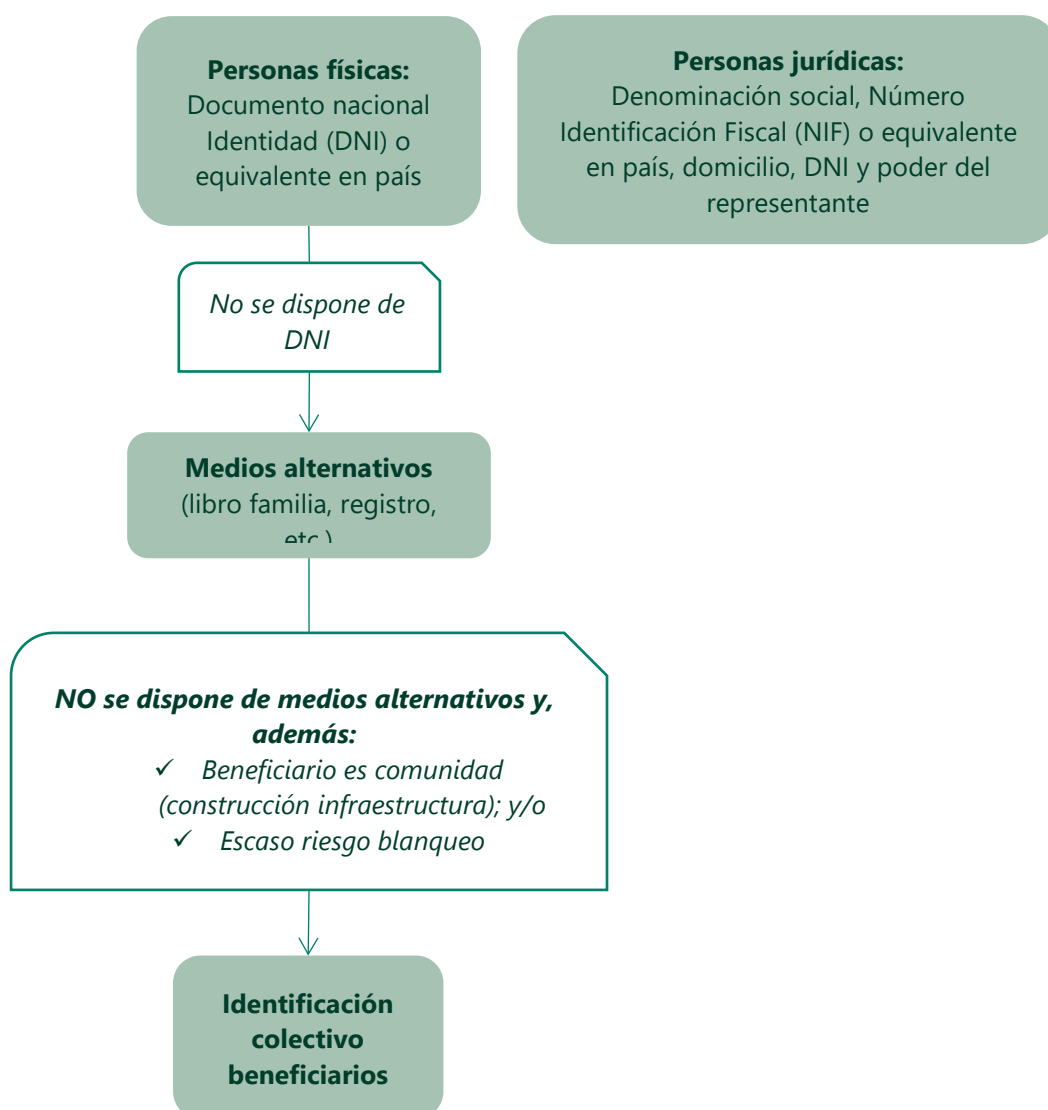 Personas físicas:
Documento nacional
Identidad (DNI) o
equivalente en país
Personas jurídicas:
Denominación social, Número
Identificación Fiscal (NIF) o equivalente
en país, domicilio, DNI y poder del
representante
No se dispone de
DNI
Medios alternativos
(libro familia, registro,
etc.)
NO se dispone de medios alternativos y,
además:
✓ Beneficiario es comunidad
(construcción infraestructura); y/o
✓ Escaso riesgo blanqueo
Identificación
colectivo
beneficiarios